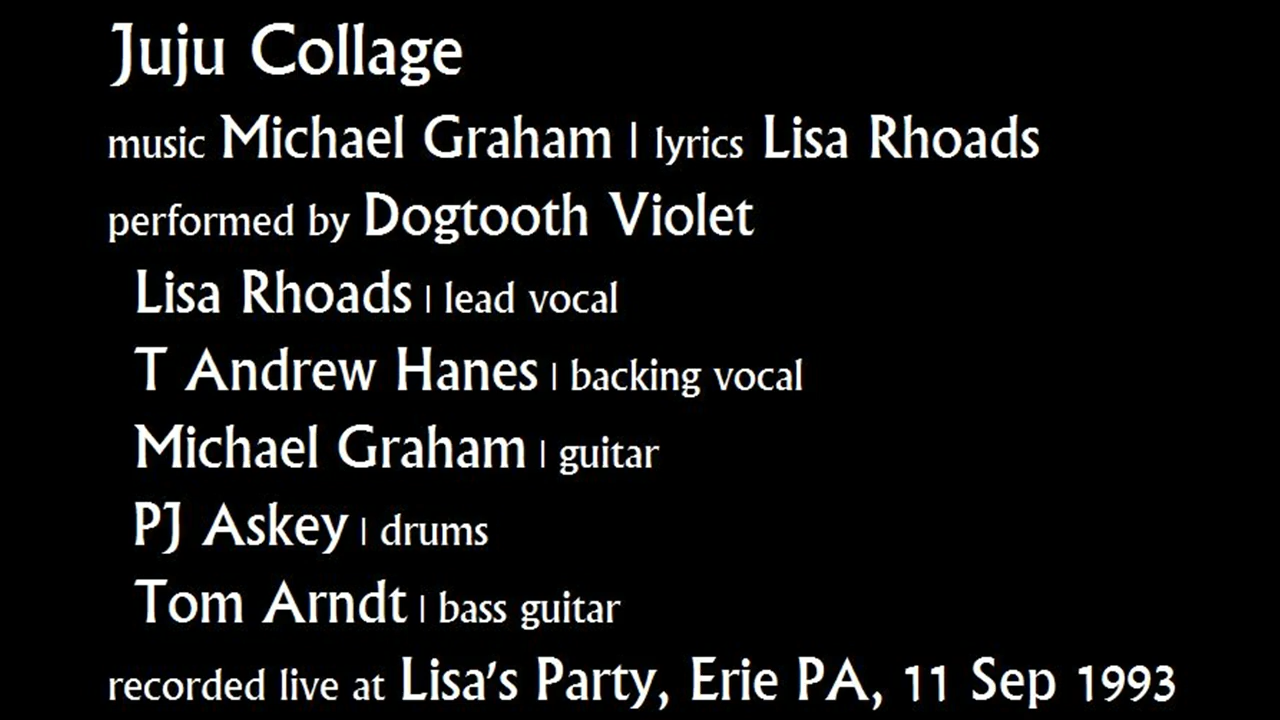 Juju Collage
music Michael Graham | lyrics Lisa Rhoads
performed by Dogtooth Violet
Lisa Rhoads | lead vocal
T Andrew Hanes | backing vocal
Michael Graham | guitar
PJ Askey | drums
Tom Arndt | bass guitar
recorded live at Lisa's Party, Erie PA, 11 Sep 1993